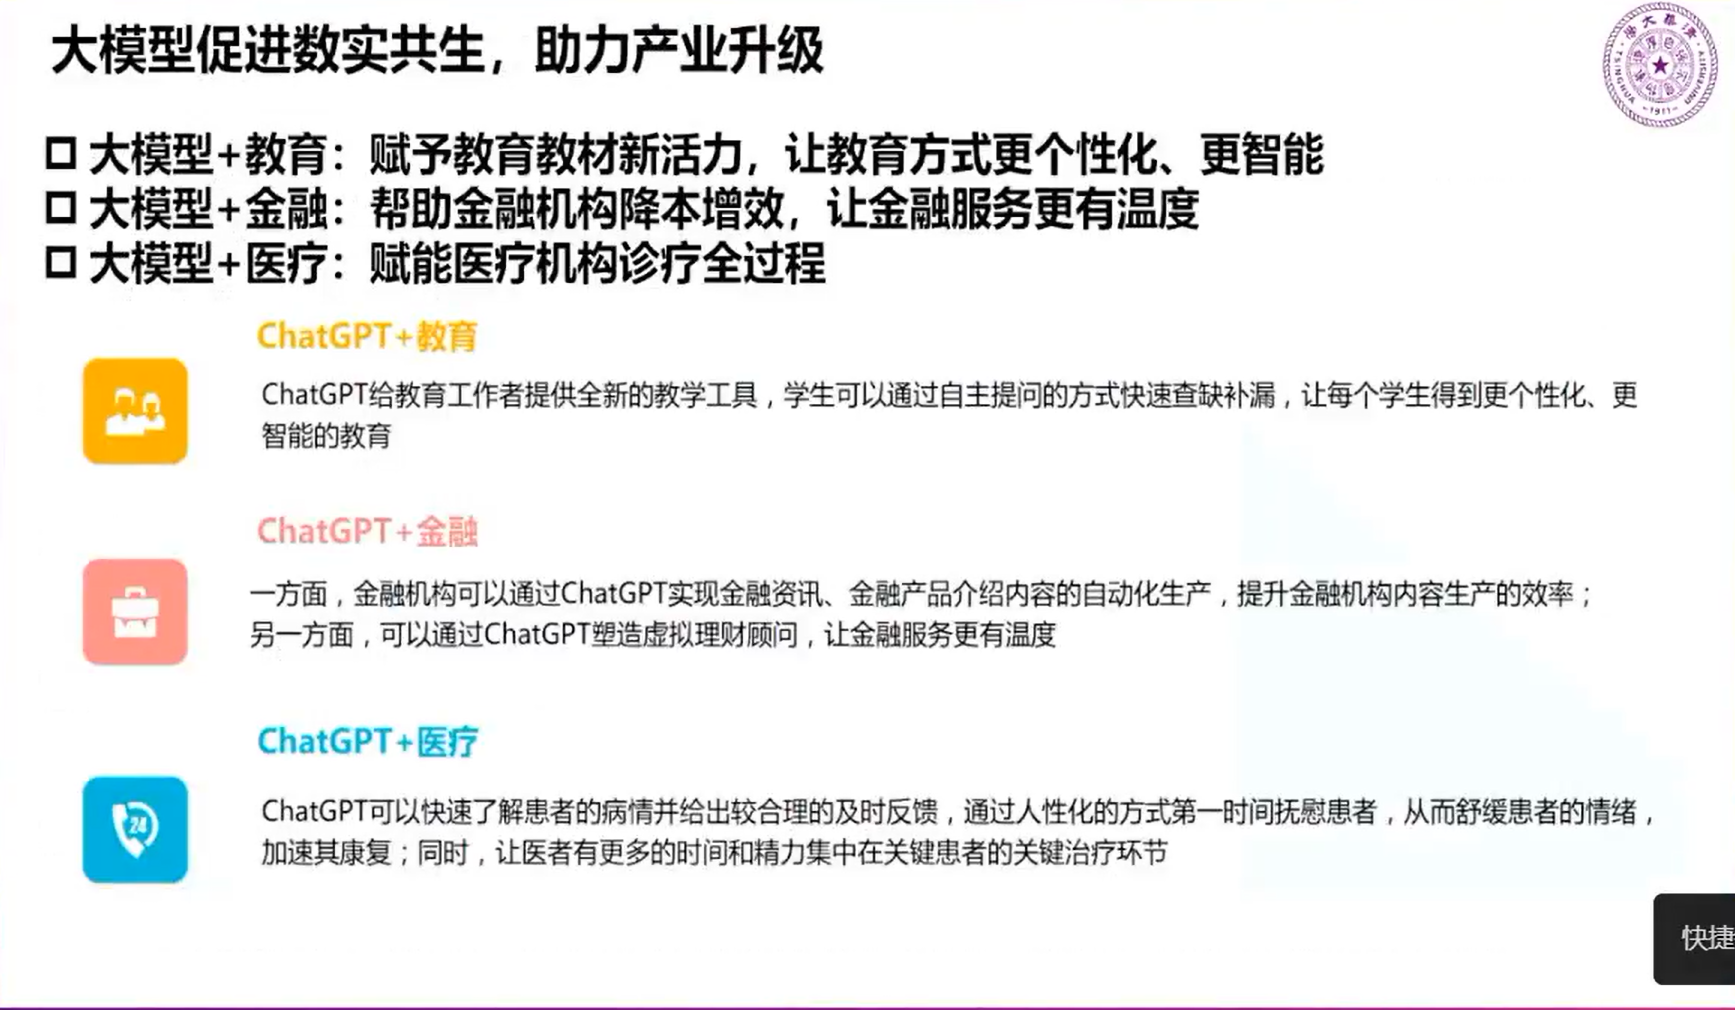 大模型促进数实共生，助力产业升级
大模型+教育：赋予教育教材新活力，让教育方式更个性化、更智能
大模型+金融：帮助金融机构降本增效，让金融服务更有温度
大模型+医疗：赋能医疗机构诊疗全过程
ChatGPT+教育
ChatGPT给教育工作者提供全新的教学工具，学生可以通过自主提问的方式快速查缺补漏，让每个学生得到更个性化、更
智能的教育
ChatGPT+金融
一方面，金融机构可以通过ChatGPT实现金融资讯、金融产品介绍内容的自动化生产，提升金融机构内容生产的效率；
另一方面，可以通过ChatGPT塑造虚拟理财顾问，让金融服务更有温度
ChatGPT+医疗
24
ChatGPT可以快速了解患者的病情并给出较合理的及时反馈，通过人性化的方式第一时间抚慰患者，从而舒缓患者的情绪，
加速其康复；同时，让医者有更多的时间和精力集中在关键患者的关键治疗环节
快捷
TSINGHUA UNIVERSITY
-1911-